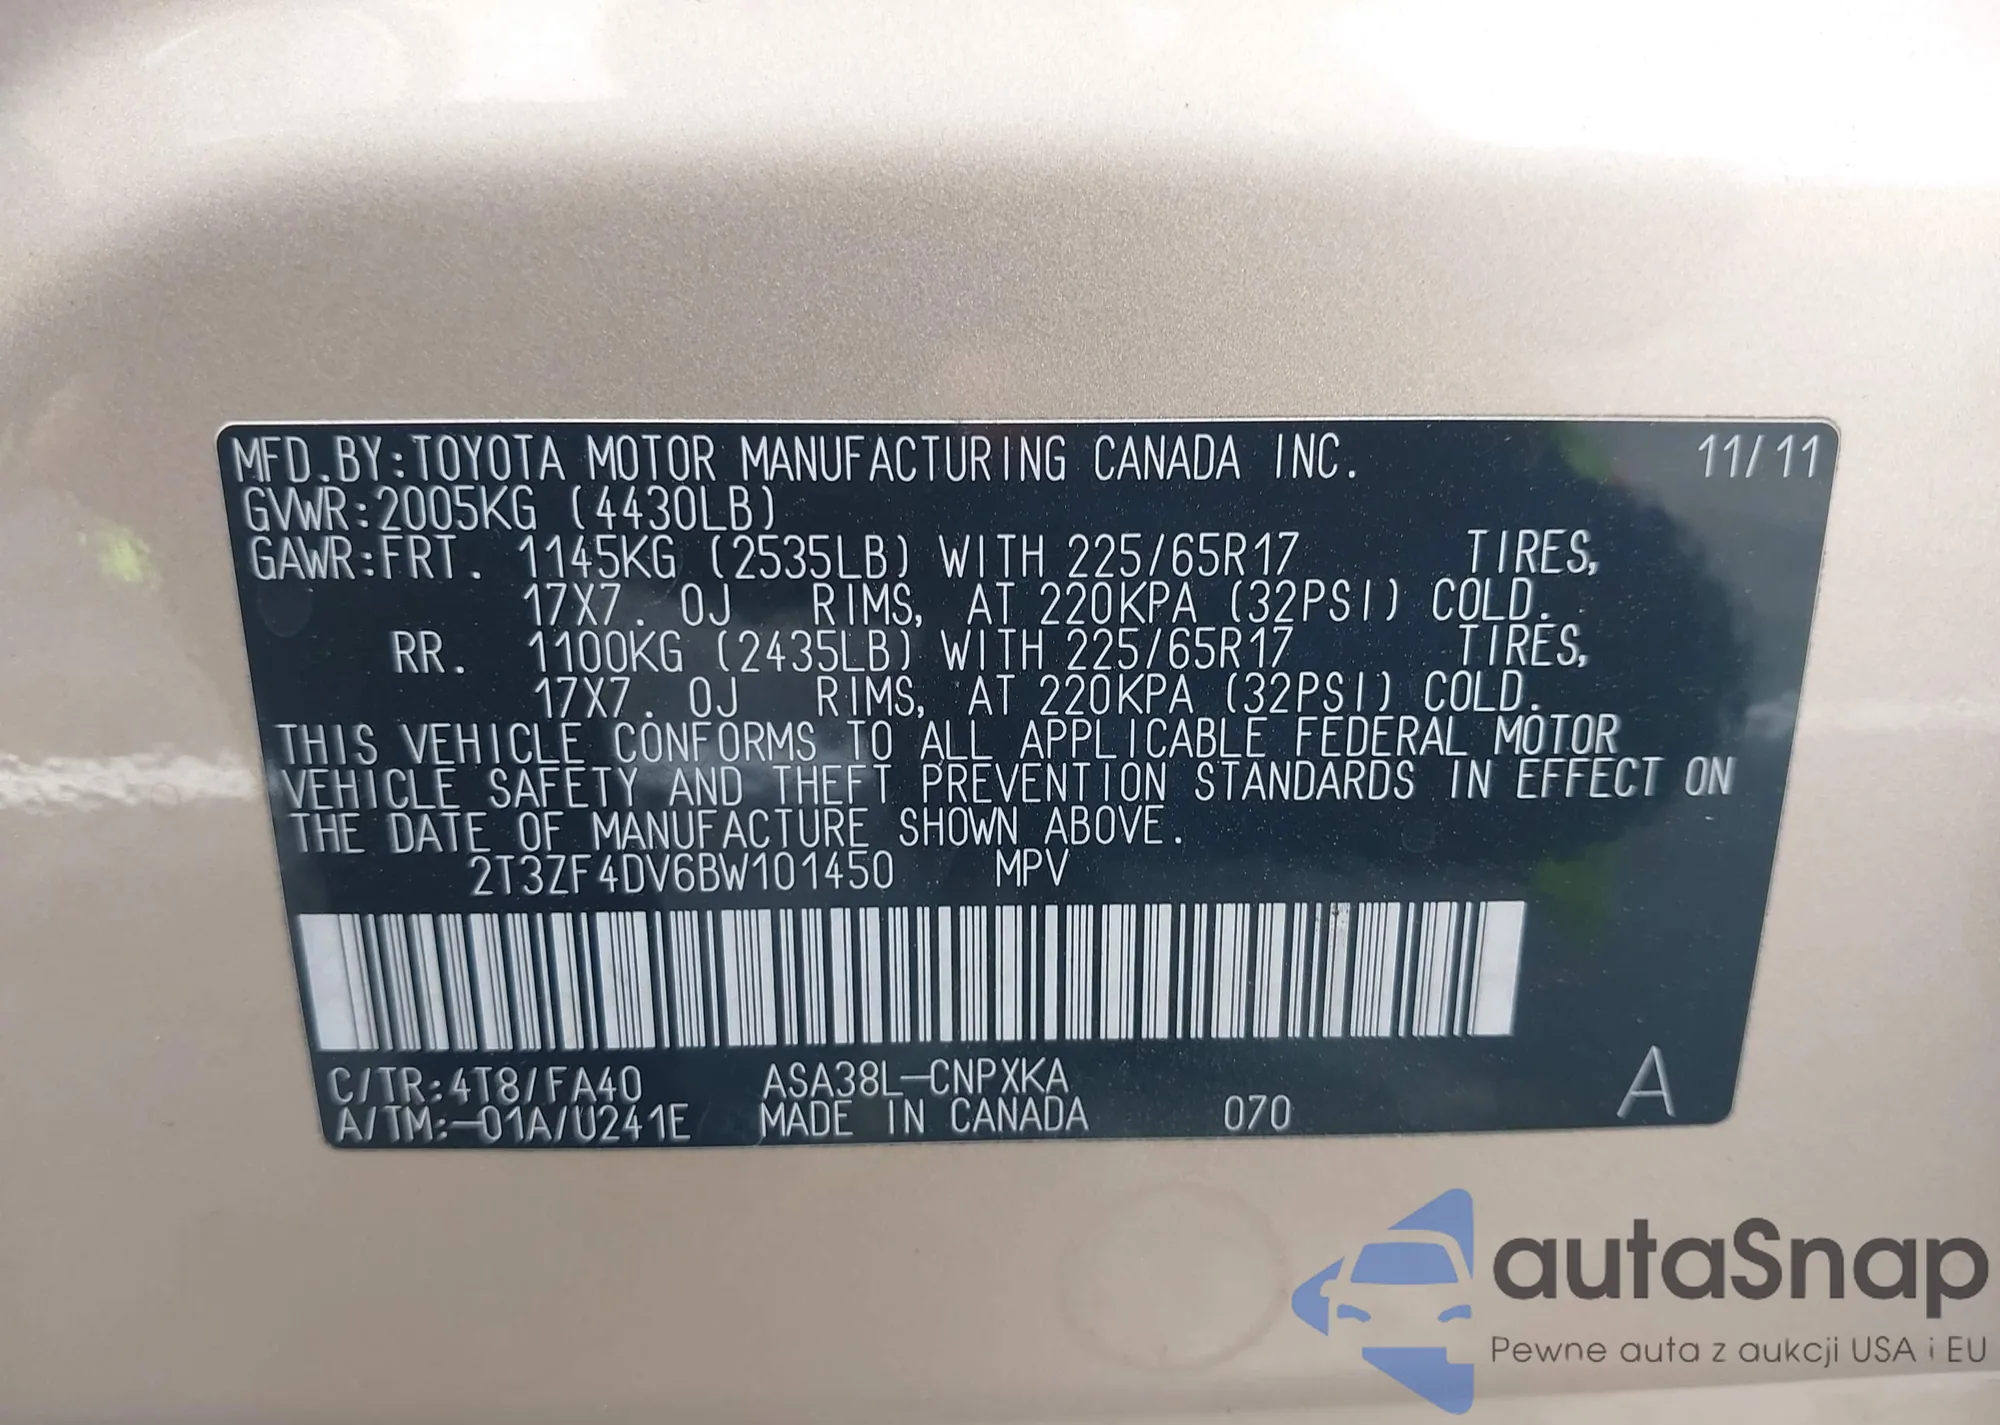 MFD.BY:TOYOTA MOTOR MANUFACTURING CANADA INC. 11/11
GVWR:2005KG (4430LB)
GAWR:FRT. 1145KG (2535LB) WITH 225/65R17 TIRES,
17X7. 0J RIMS, AT 220KPA (32PSI) COLD.
RR. 1100KG (2435LB) WITH 225/65R17 TIRES,
17X7. 0J RIMS, AT 220KPA (32PSI) COLD.
THIS VEHICLE CONFORMS TO ALL APPLICABLE FEDERAL MOTOR
VEHICLE SAFETY AND THEFT PREVENTION STANDARDS IN EFFECT ON
THE DATE OF MANUFACTURE SHOWN ABOVE.
2T3ZF4DV6BW101450 MPV
C/TR:4T8/FA40 ASA38L-CNPXKA A
A/TM:-01A/U241E MADE IN CANADA 070
autaSnap
Pewne auta z aukcji USA i EU